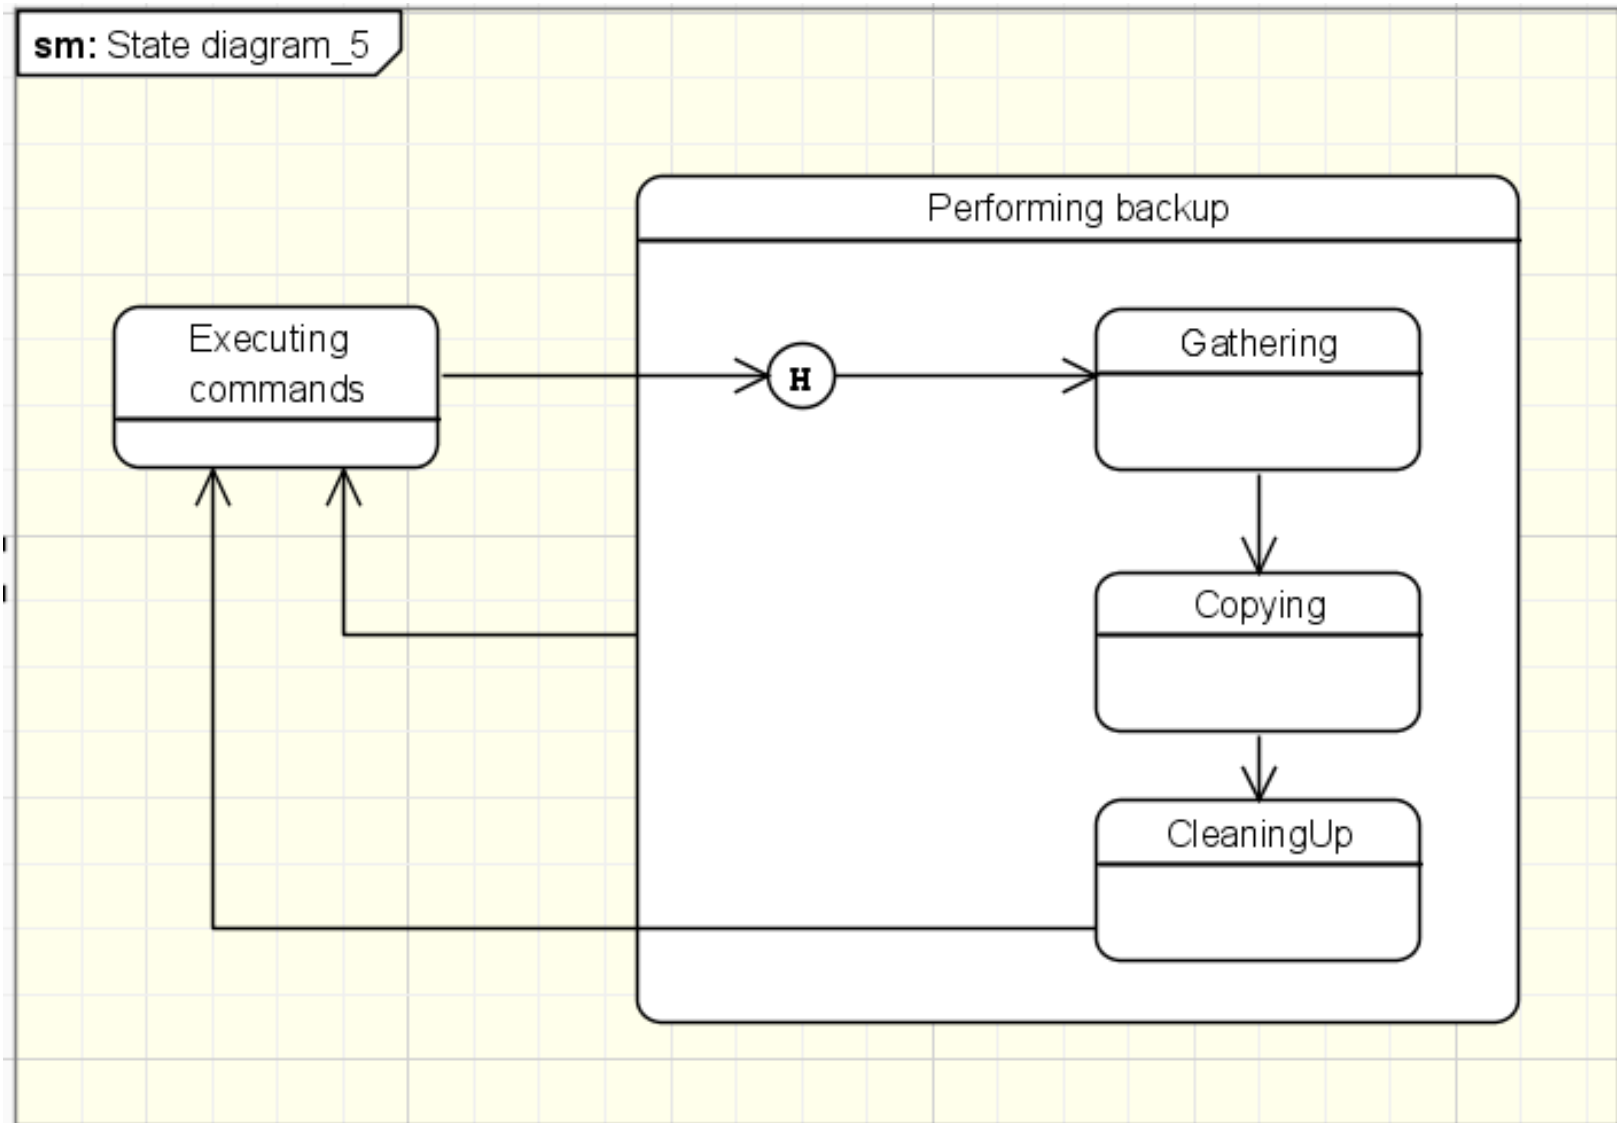 sm: State diagram_5
Performing backup
Executing
commands
H
Gathering
Copying
CleaningUp